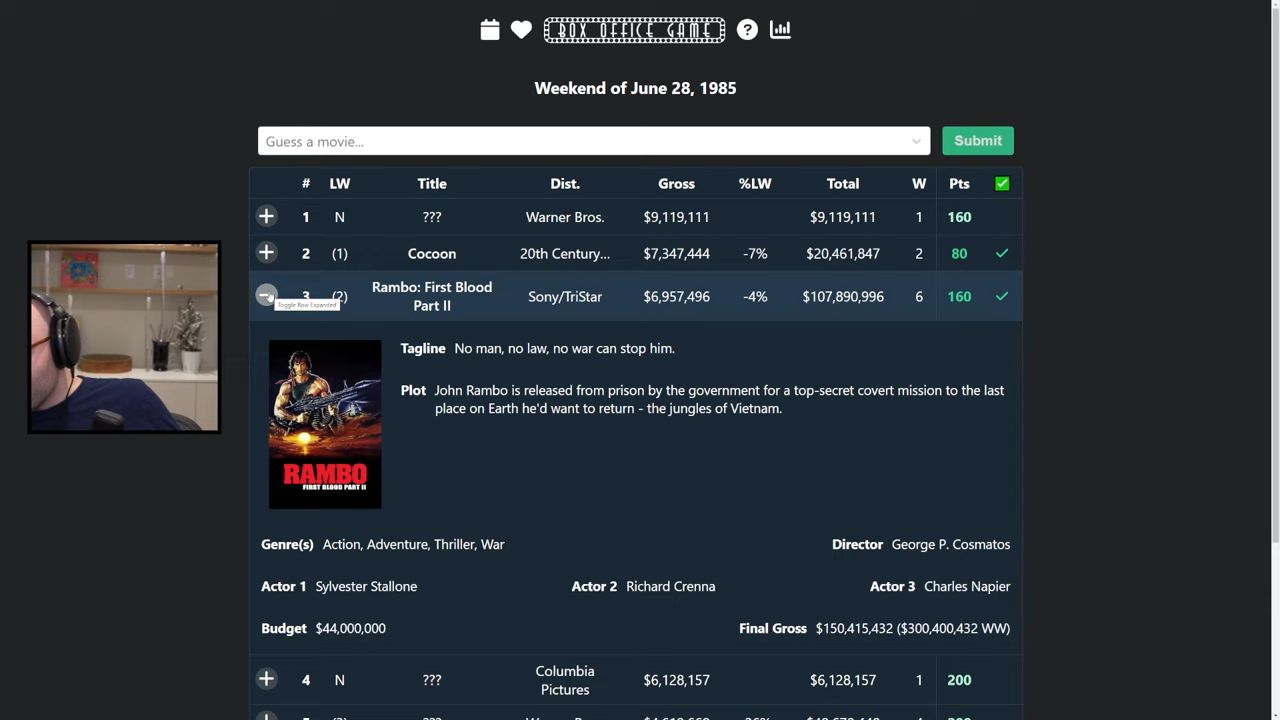 BOX OFFICE GAME
Weekend of June 28, 1985
Guess a movie...
Submit
# LW Title Dist. Gross %LW Total W Pts
1 N ??? Warner Bros. $9,119,111 $9,119,111 1 160
2 (1) Cocoon 20th Century... $7,347,444 -7% $20,461,847 2 80
3 (2) Rambo: First Blood Part II Sony/TriStar $6,957,496 -4% $107,890,996 6 160
Toggle Row Expanded
Tagline No man, no law, no war can stop him.
Plot John Rambo is released from prison by the government for a top-secret covert mission to the last
place on Earth he'd want to return - the jungles of Vietnam.
RAMBO
FIRST BLOOD PART II
Genre(s) Action, Adventure, Thriller, War
Director George P. Cosmatos
Actor 1 Sylvester Stallone
Actor 2 Richard Crenna
Actor 3 Charles Napier
Budget $44,000,000
Final Gross $150,415,432 ($300,400,432 WW)
4 N ??? Columbia Pictures $6,128,157 $6,128,157 1 200